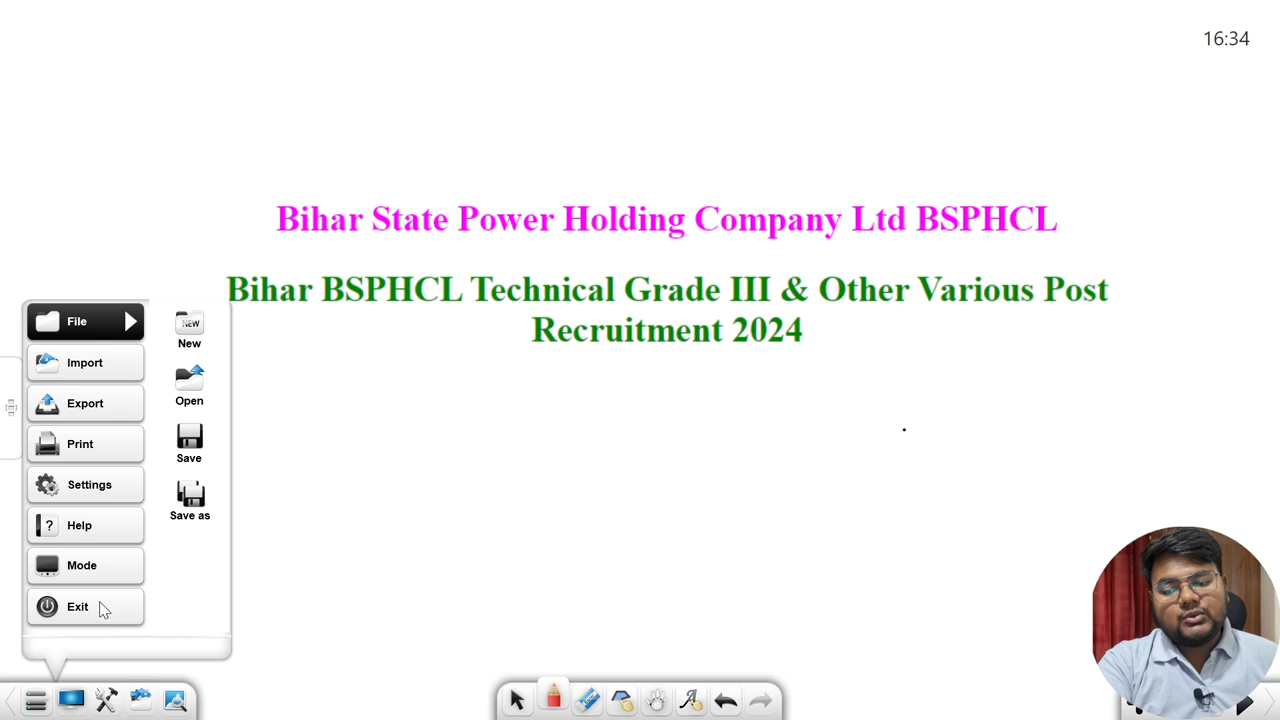 16:34
Bihar State Power Holding Company Ltd BSPHCL
Bihar BSPHCL Technical Grade III & Other Various Post
Recruitment 2024
File
Import
Export
Print
Settings
? Help
Mode
Exit
NEW
New
Open
Save
Save as